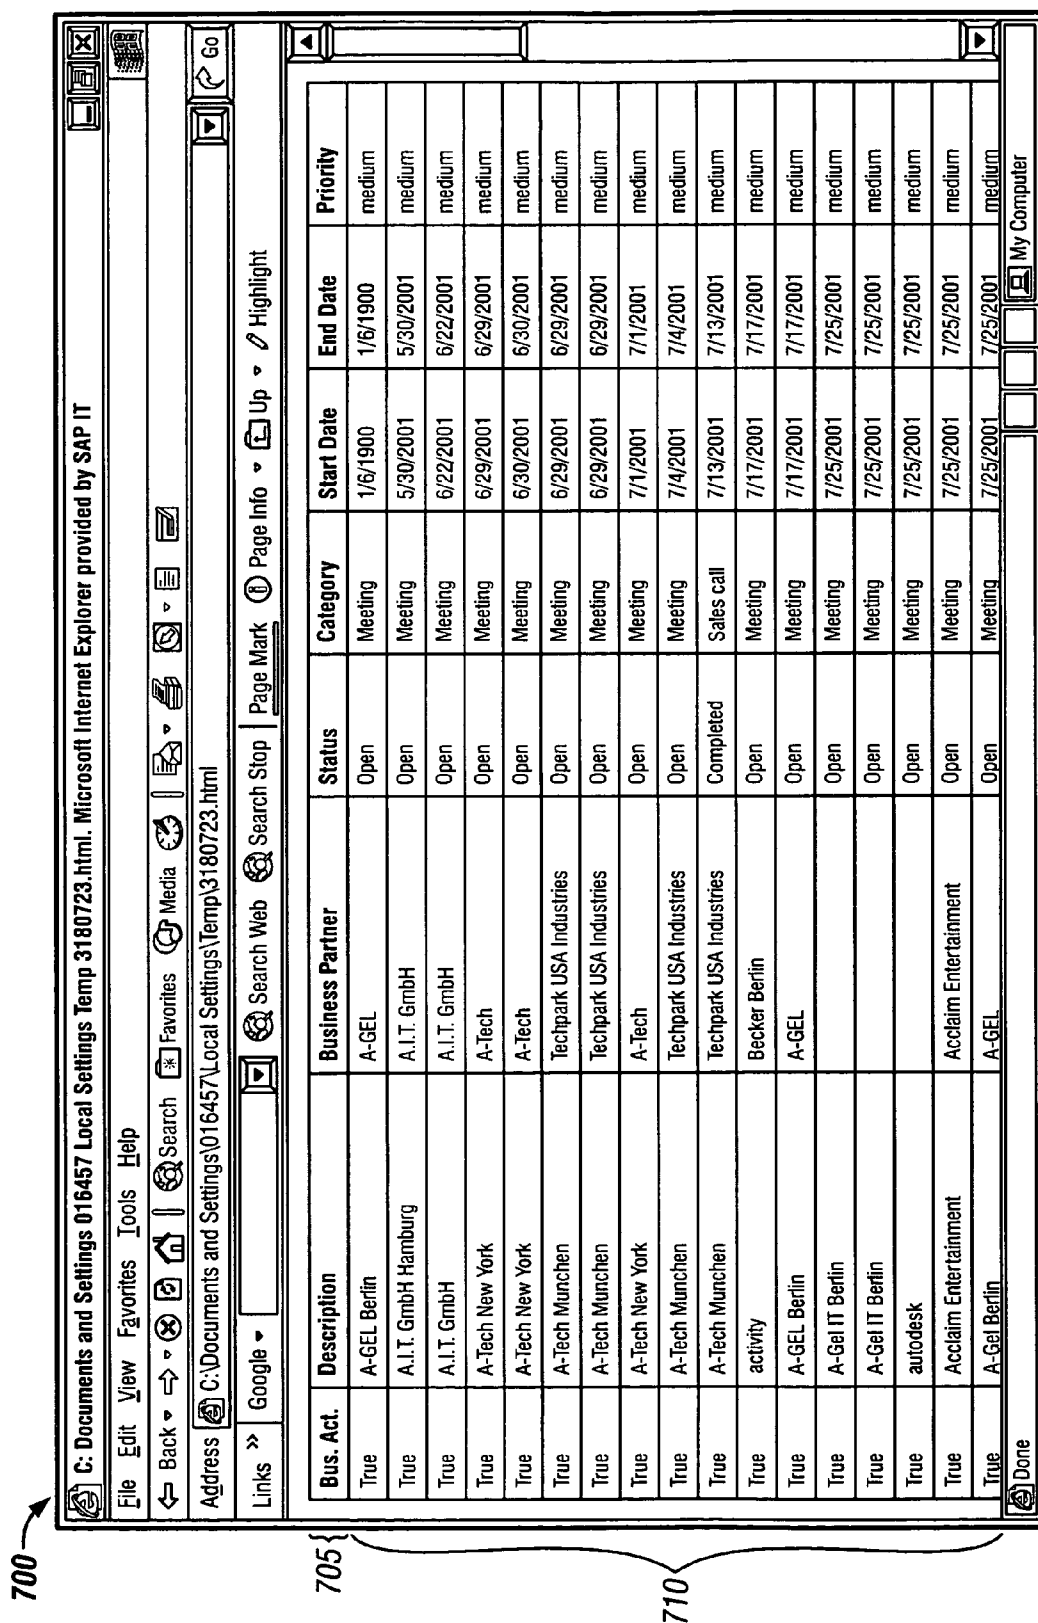 700
C: Documents and Settings 016457 Local Settings Temp 3180723.html. Microsoft Internet Explorer provided by SAP IT
File Edit View Favorites Tools Help
Back Search Favorites Media
Address C:\Documents and Settings\016457\Local Settings\Temp\3180723.html Go
Links » Google Search Web Search Stop Page Mark Page Info Up Highlight
705
Bus. Act. Description Business Partner Status Category Start Date End Date Priority
710
True A-GEL Berlin A-GEL Open Meeting 1/6/1900 1/6/1900 medium
True A.I.T. GmbH Hamburg A.I.T. GmbH Open Meeting 5/30/2001 5/30/2001 medium
True A.I.T. GmbH A.I.T. GmbH Open Meeting 6/22/2001 6/22/2001 medium
True A-Tech New York A-Tech Open Meeting 6/29/2001 6/29/2001 medium
True A-Tech New York A-Tech Open Meeting 6/30/2001 6/30/2001 medium
True A-Tech Munchen Techpark USA Industries Open Meeting 6/29/2001 6/29/2001 medium
True A-Tech Munchen Techpark USA Industries Open Meeting 6/29/2001 6/29/2001 medium
True A-Tech New York A-Tech Open Meeting 7/1/2001 7/1/2001 medium
True A-Tech Munchen Techpark USA Industries Open Meeting 7/4/2001 7/4/2001 medium
True A-Tech Munchen Techpark USA Industries Completed Sales call 7/13/2001 7/13/2001 medium
True activity Becker Berlin Open Meeting 7/17/2001 7/17/2001 medium
True A-GEL Berlin A-GEL Open Meeting 7/17/2001 7/17/2001 medium
True A-Gel IT Berlin Open Meeting 7/25/2001 7/25/2001 medium
True A-Gel IT Berlin Open Meeting 7/25/2001 7/25/2001 medium
True autodesk Open Meeting 7/25/2001 7/25/2001 medium
True Acclaim Entertainment Acclaim Entertainment Open Meeting 7/25/2001 7/25/2001 medium
True A-Gel Berlin A-GEL Open Meeting 7/25/2001 7/25/2001 medium
Done My Computer